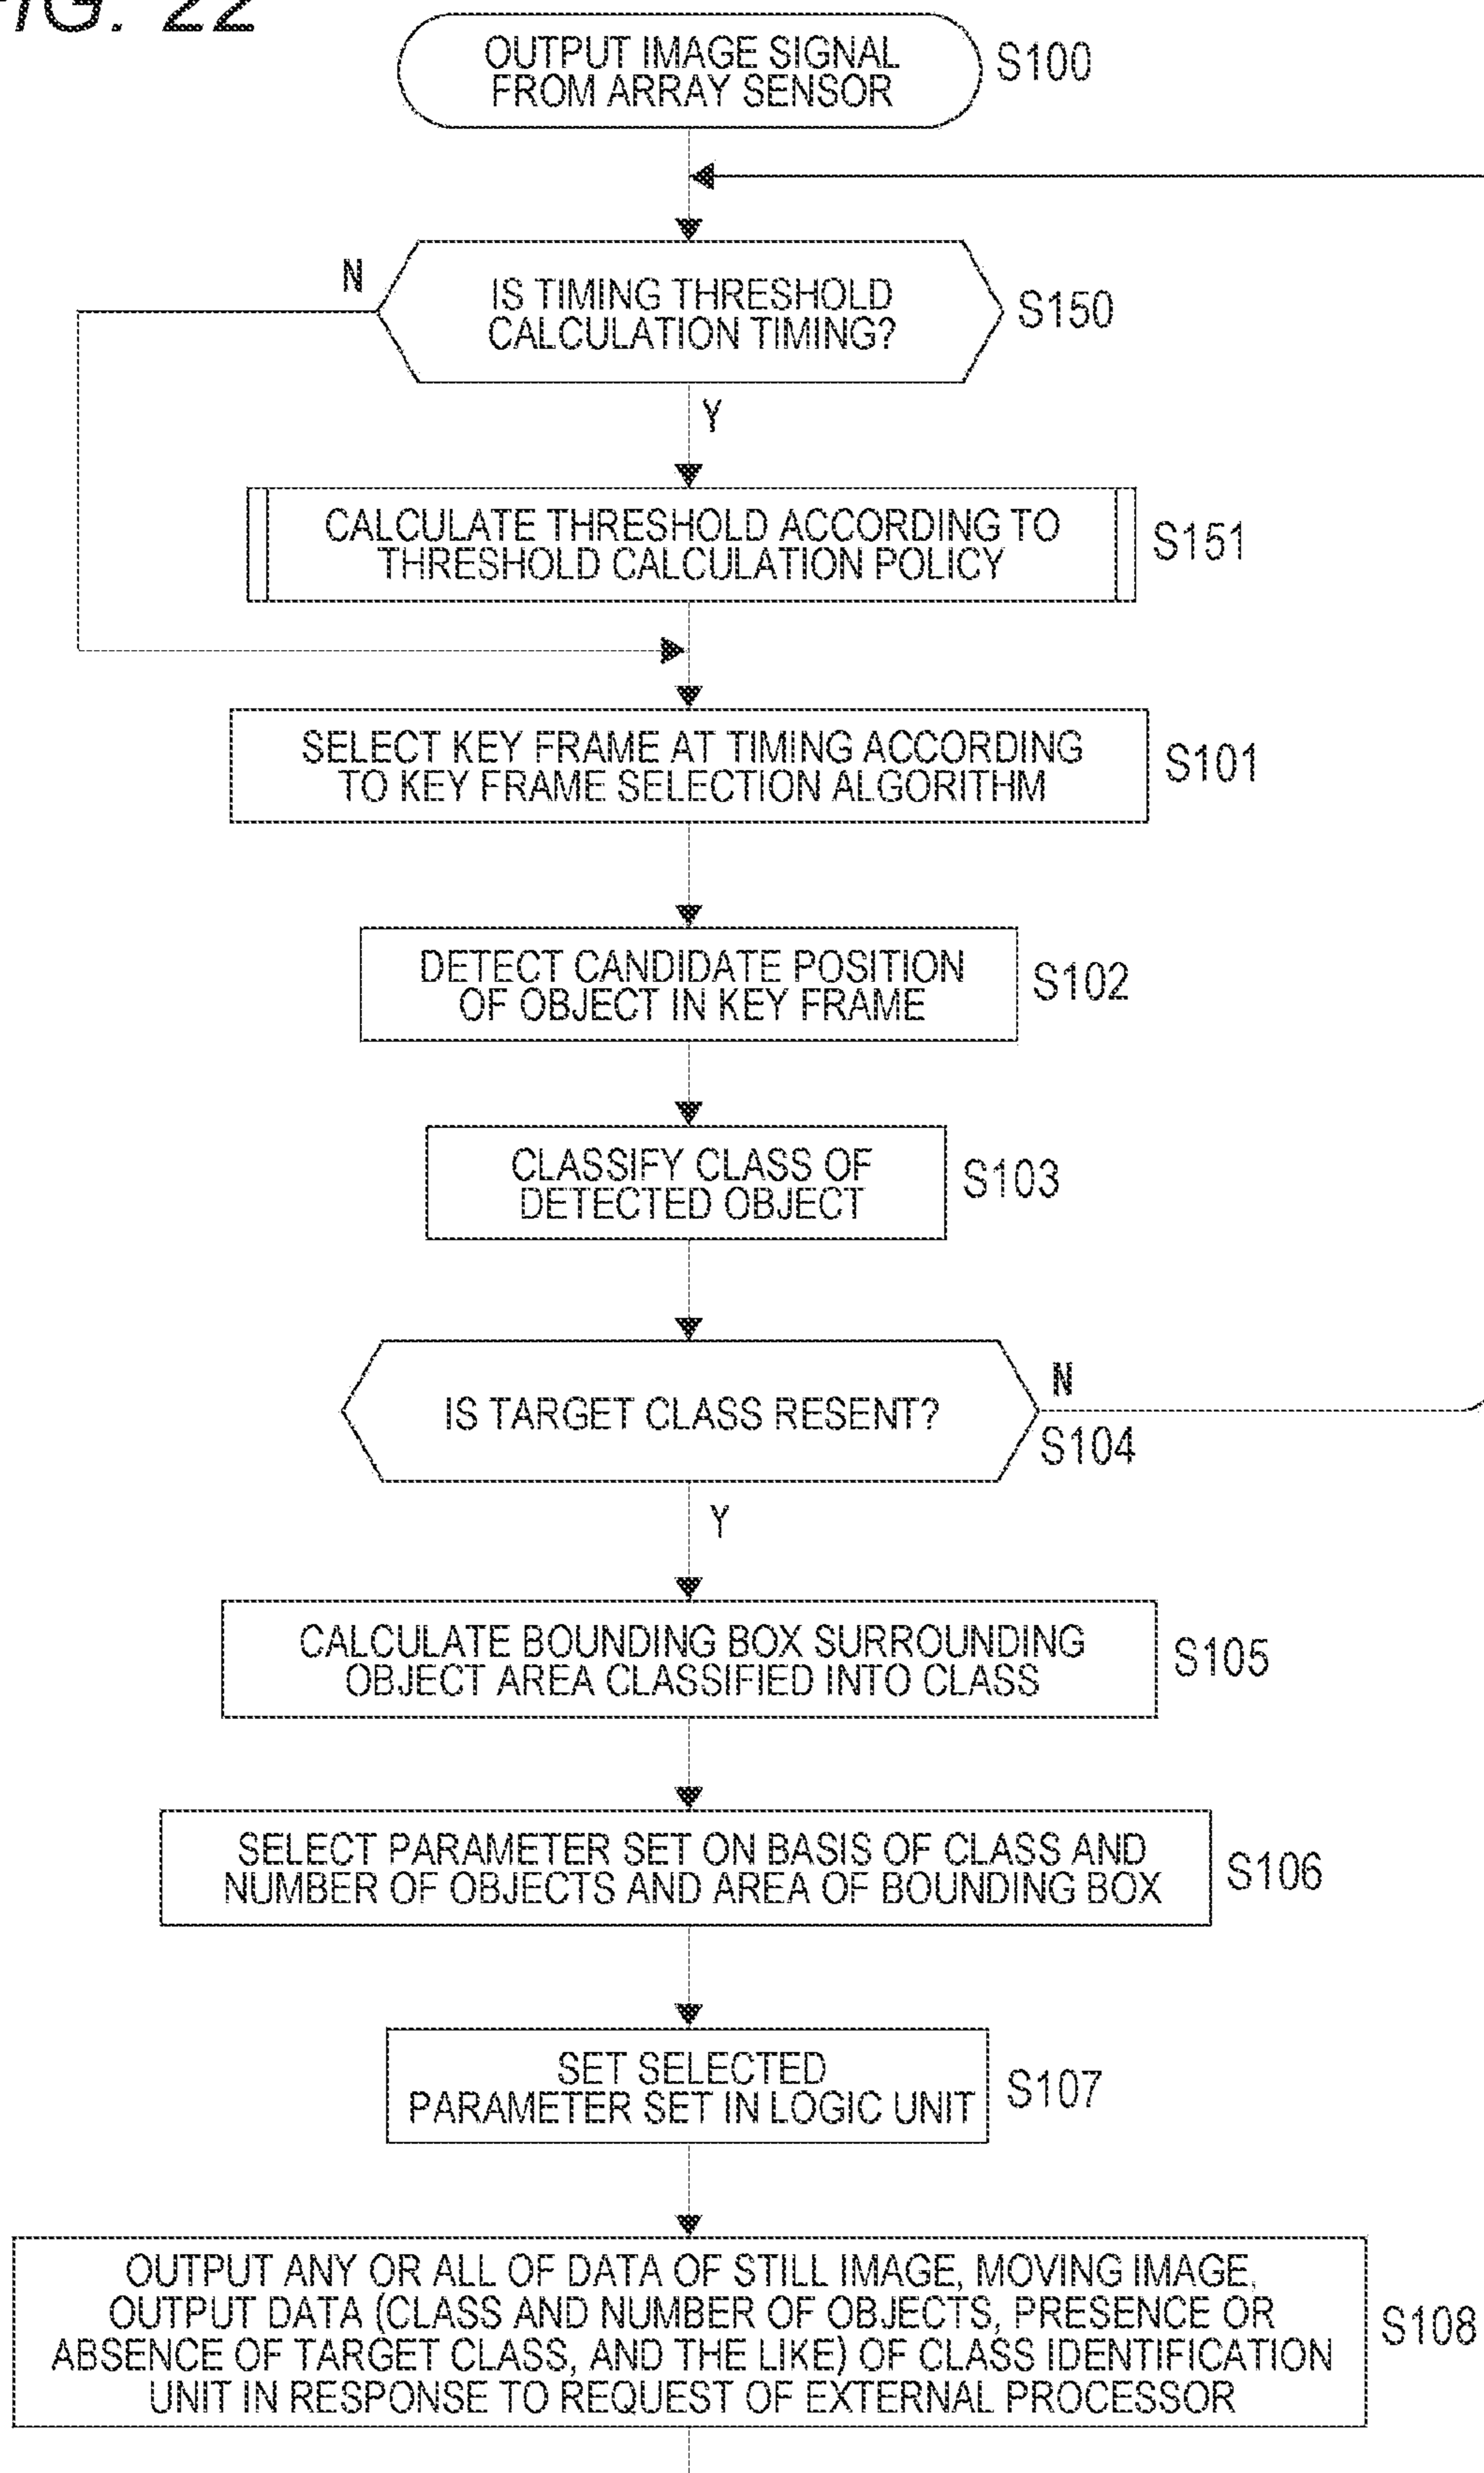 FIG. 22
OUTPUT IMAGE SIGNAL
FROM ARRAY SENSOR
S100
N
IS TIMING THRESHOLD
CALCULATION TIMING?
S150
Y
CALCULATE THRESHOLD ACCORDING TO
THRESHOLD CALCULATION POLICY
S151
SELECT KEY FRAME AT TIMING ACCORDING
TO KEY FRAME SELECTION ALGORITHM
S101
DETECT CANDIDATE POSITION
OF OBJECT IN KEY FRAME
S102
CLASSIFY CLASS OF
DETECTED OBJECT
S103
IS TARGET CLASS RESENT?
N
S104
Y
CALCULATE BOUNDING BOX SURROUNDING
OBJECT AREA CLASSIFIED INTO CLASS
S105
SELECT PARAMETER SET ON BASIS OF CLASS AND
NUMBER OF OBJECTS AND AREA OF BOUNDING BOX
S106
SET SELECTED
PARAMETER SET IN LOGIC UNIT
S107
OUTPUT ANY OR ALL OF DATA OF STILL IMAGE, MOVING IMAGE,
OUTPUT DATA (CLASS AND NUMBER OF OBJECTS, PRESENCE OR
ABSENCE OF TARGET CLASS, AND THE LIKE) OF CLASS IDENTIFICATION
UNIT IN RESPONSE TO REQUEST OF EXTERNAL PROCESSOR
S108